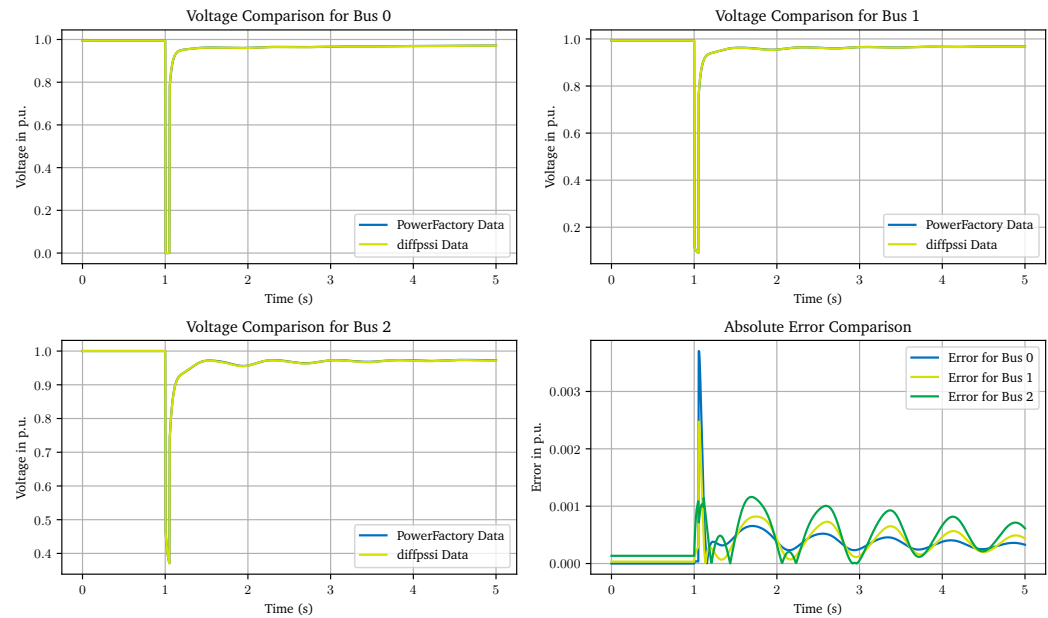 Voltage Comparison for Bus 0
Voltage in p.u.
1.0
0.8
0.6
0.4
0.2
0.0
PowerFactory Data
diffpssi Data
0 1 2 3 4 5
Time (s)
Voltage Comparison for Bus 1
Voltage in p.u.
1.0
0.8
0.6
0.4
0.2
PowerFactory Data
diffpssi Data
0 1 2 3 4 5
Time (s)
Voltage Comparison for Bus 2
Voltage in p.u.
1.0
0.9
0.8
0.7
0.6
0.5
0.4
PowerFactory Data
diffpssi Data
0 1 2 3 4 5
Time (s)
Absolute Error Comparison
Error in p.u.
0.003
0.002
0.001
0.000
Error for Bus 0
Error for Bus 1
Error for Bus 2
0 1 2 3 4 5
Time (s)